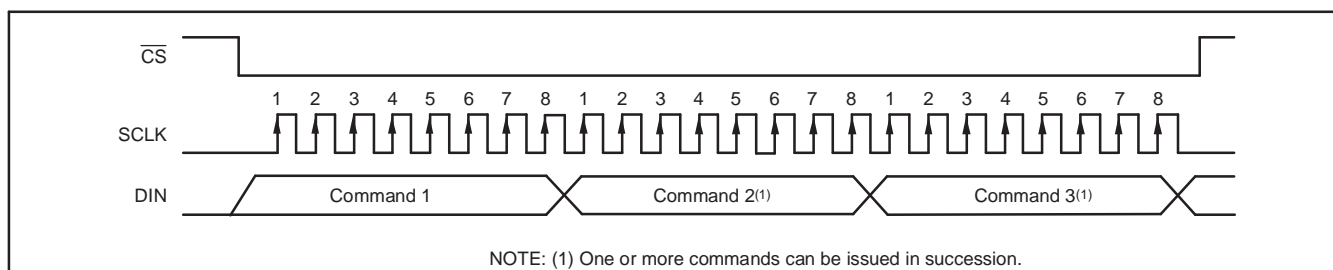 CS
1 2 3 4 5 6 7 8 1 2 3 4 5 6 7 8 1 2 3 4 5 6 7 8
SCLK
DIN Command 1 Command 2(1) Command 3(1)
NOTE: (1) One or more commands can be issued in succession.